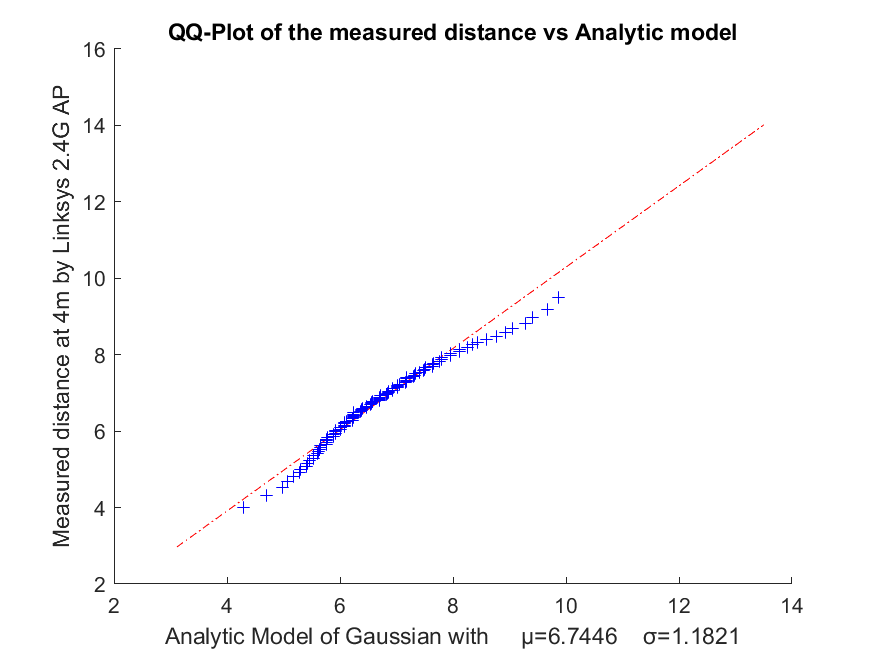 QQ-Plot of the measured distance vs Analytic model
Measured distance at 4m by Linksys 2.4G AP
16
14
12
10
8
6
4
2
2 4 6 8 10 12 14
Analytic Model of Gaussian with μ=6.7446 σ=1.1821